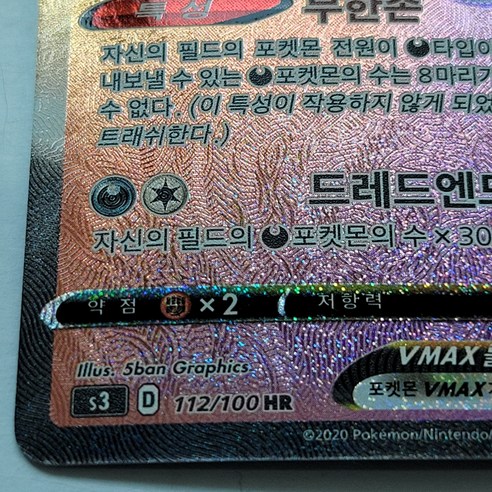 특성 무한존
자신의 필드의 포켓몬 전원이 타입이
내보낼 수 있는 포켓몬의 수는 8마리가
수 없다. (이 특성이 작용하지 않게 되었
트래쉬한다.)
드레드엔드
자신의 필드의 포켓몬의 수 × 30
약점 ×2 저항력
Illus. 5ban Graphics
VMAX
포켓몬 VMAX
s3 D 112/100 HR
©2020 Pokémon/Nintendo/